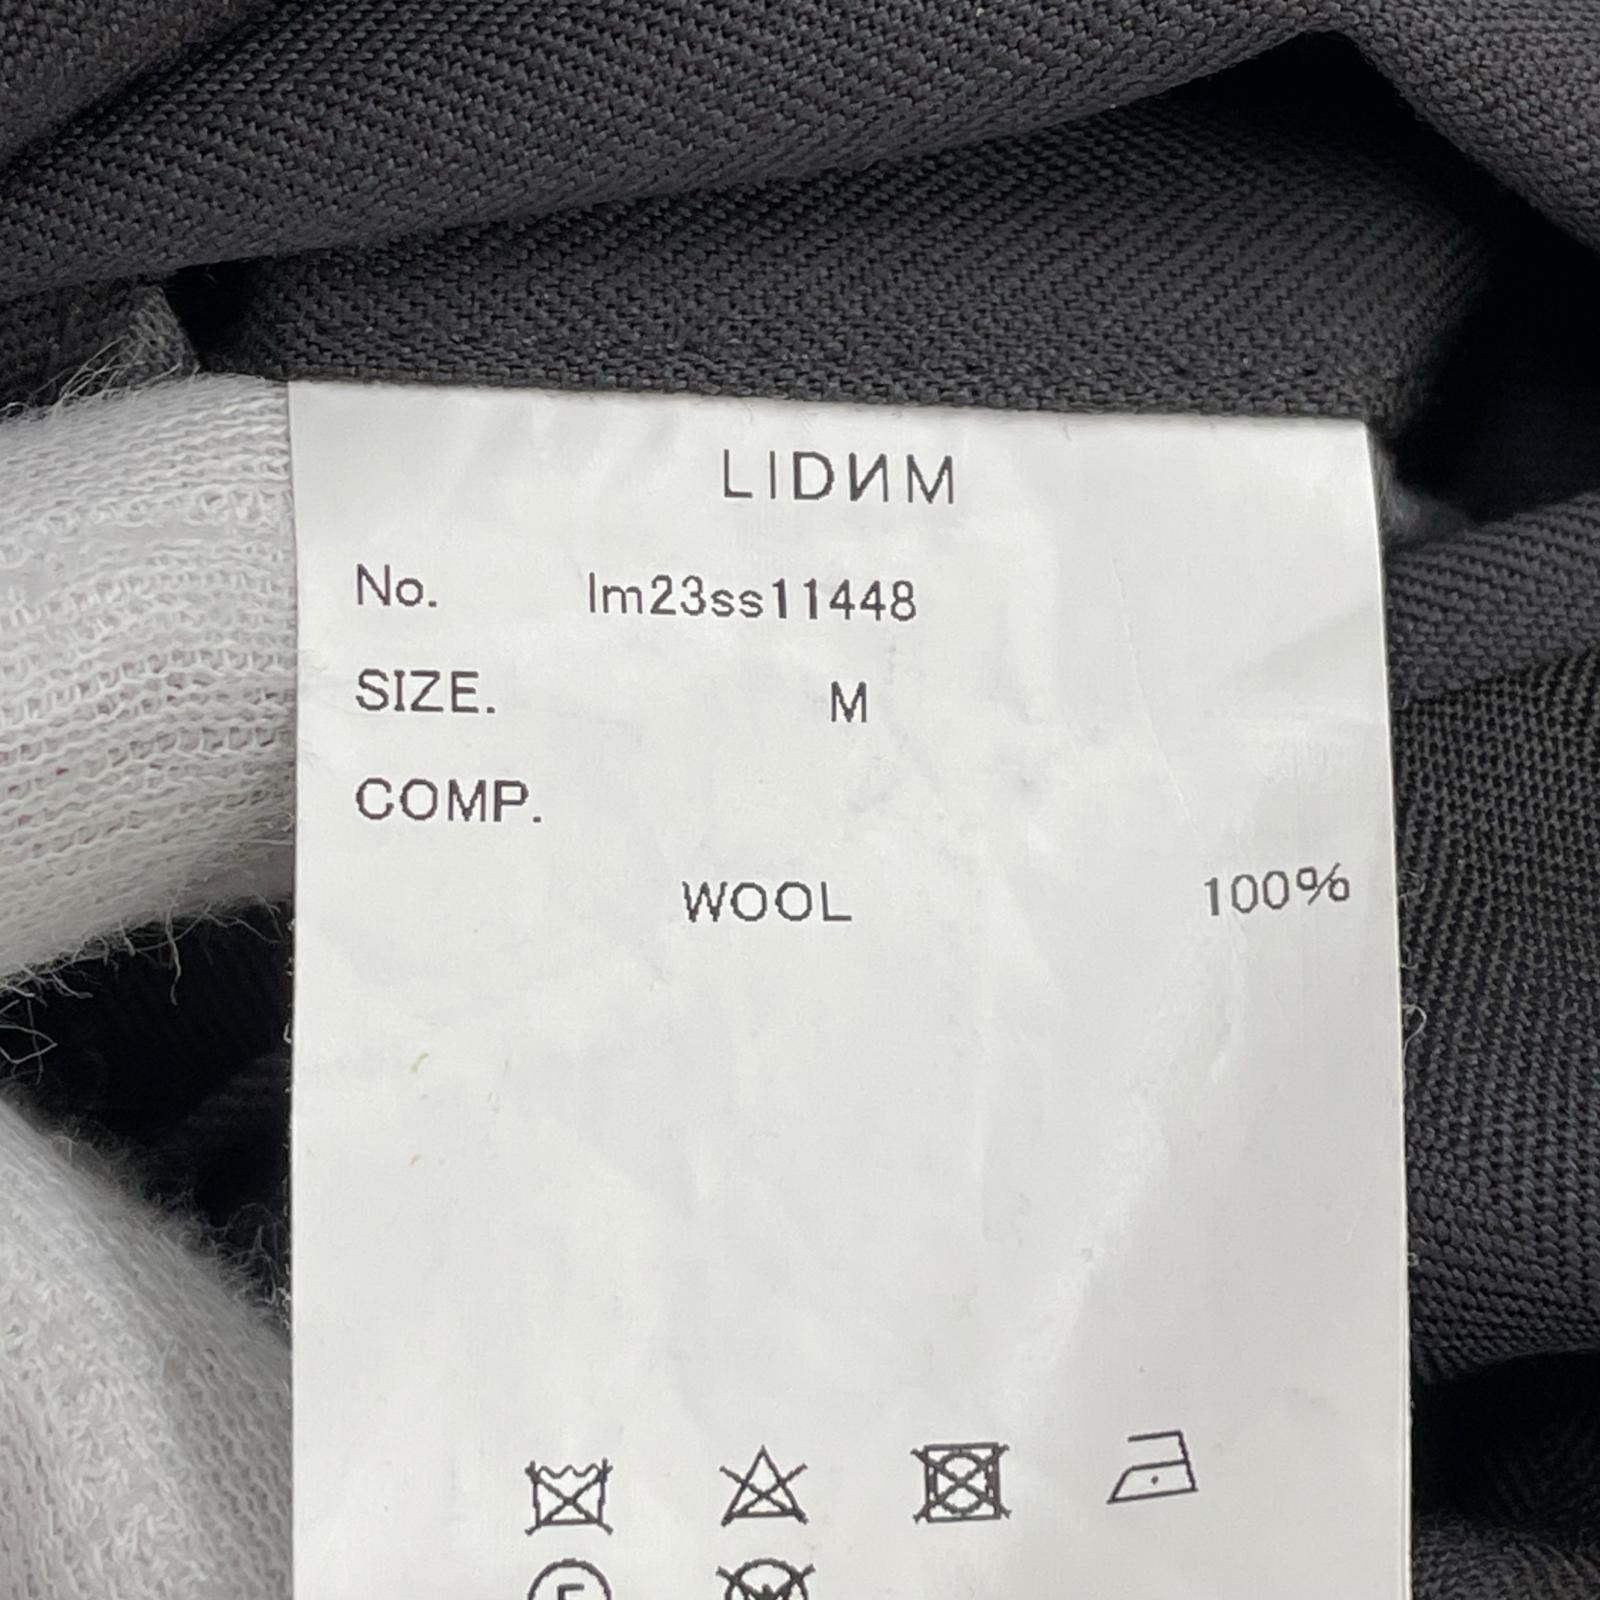 LIDИM
No. lm23ss11448
SIZE. M
COMP.
WOOL 100%